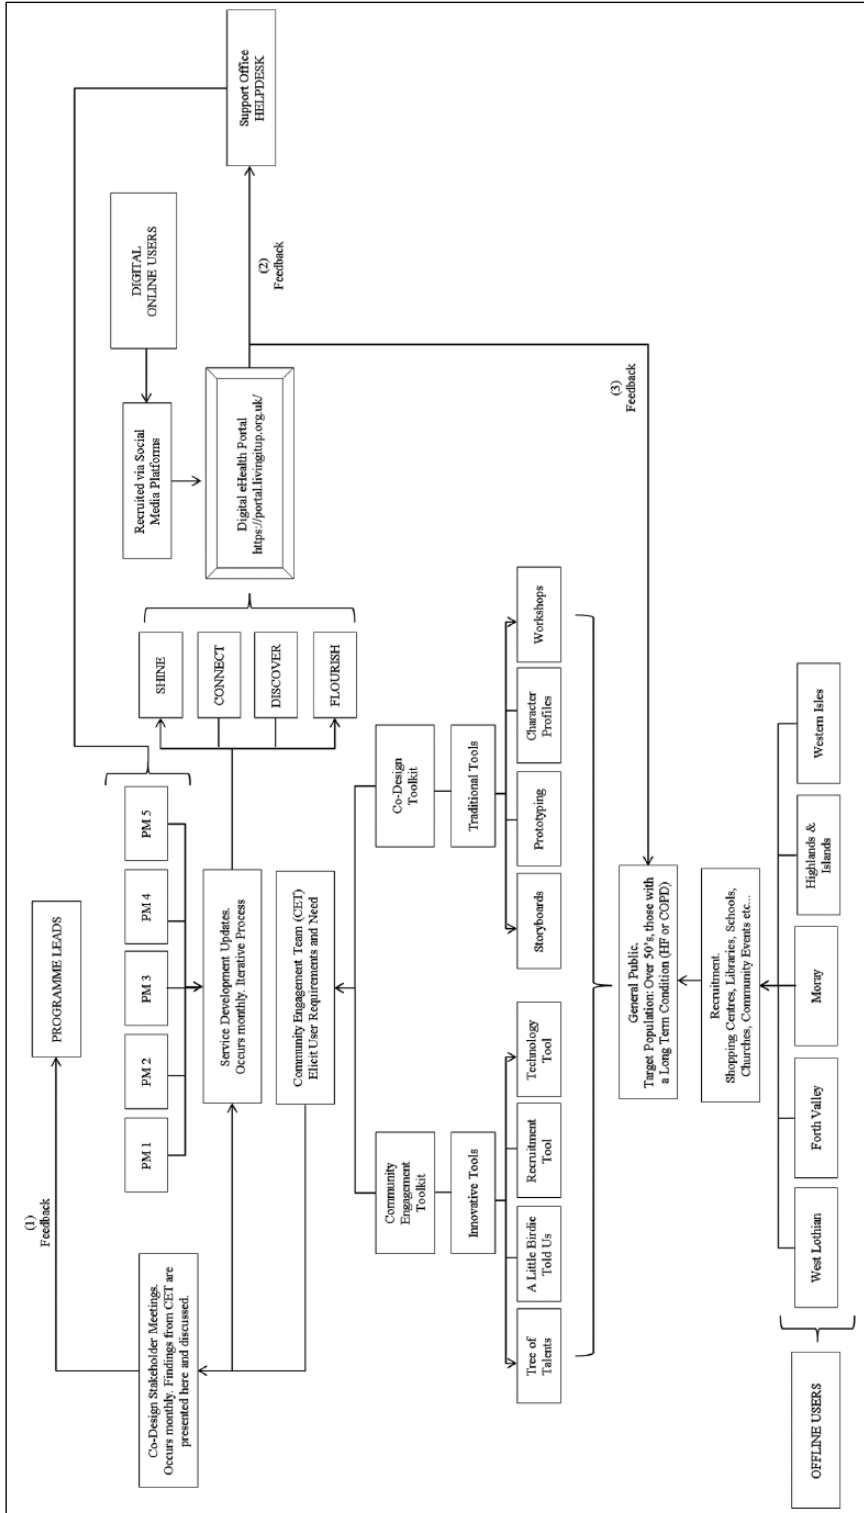 PROGRAMME LEADS
(1)
Feedback
Co-Design Stakeholder Meetings.
Occurs monthly. Findings from CET are
presented here and discussed.
PM 1
PM 2
PM 3
PM 4
PM 5
Service Development Updates.
Occurs monthly. Iterative Process
Community Engagement Team (CET)
Elicit User Requirements and Need
SHINE
CONNECT
DISCOVER
FLOURISH
DIGITAL
ONLINE USERS
Recruited via Social
Media Platforms
Digital eHealth Portal
https://portal.livingitup.org.uk/
Support Office
HELPDESK
(2)
Feedback
(3)
Feedback
Community
Engagement
Toolkit
Innovative Tools
Tree of
Talents
A Little Birdie
Told Us
Recruitment
Tool
Technology
Tool
Co-Design
Toolkit
Traditional Tools
Storyboards
Prototyping
Character
Profiles
Workshops
General Public.
Target Population: Over 50's, those with
a Long Term Condition (HF or COPD)
Recruitment.
Shopping Centres, Libraries, Schools,
Churches, Community Events etc...
OFFLINE USERS
West Lothian
Forth Valley
Moray
Highlands &
Islands
Western Isles